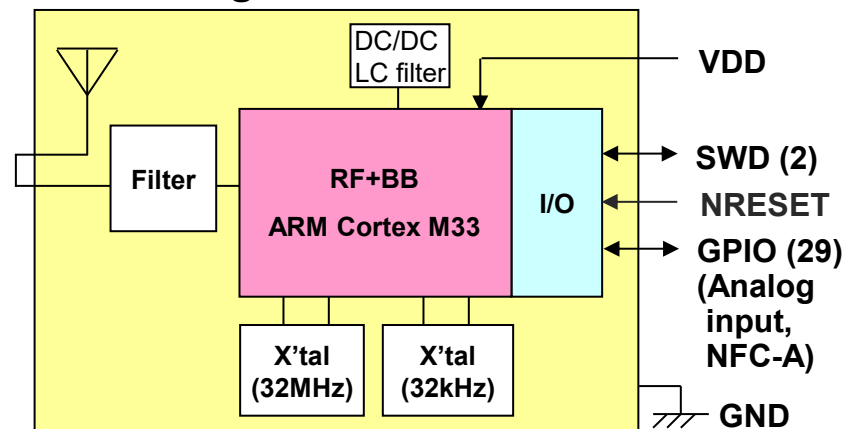 DC/DC
LC filter
VDD
Filter
RF+BB
ARM Cortex M33
I/O
SWD (2)
NRESET
GPIO (29)
(Analog
input,
NFC-A)
X'tal
(32MHz)
X'tal
(32kHz)
GND